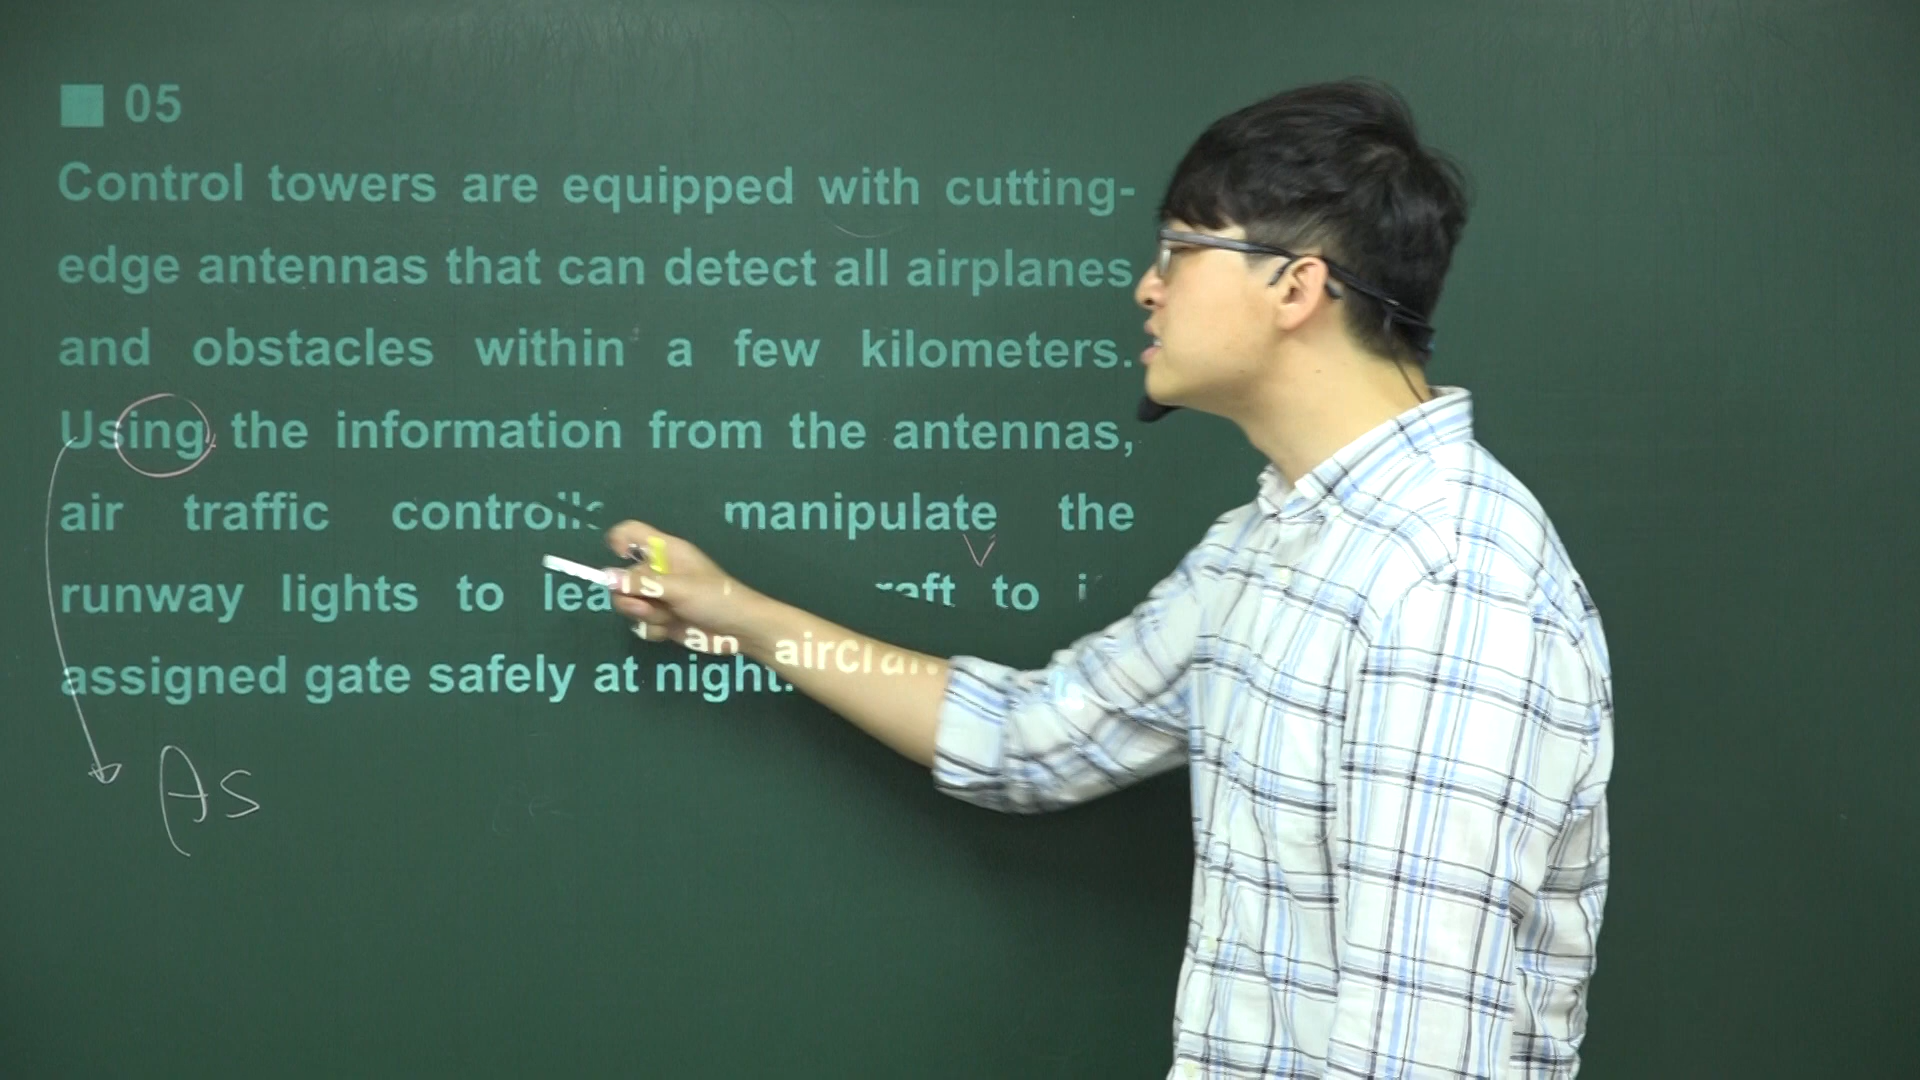 05
Control towers are equipped with cutting-
edge antennas that can detect all airplanes
and obstacles within a few kilometers.
Using the information from the antennas,
air traffic manipulate the
runway lights to an aircraft to
assigned gate safely at night.
As